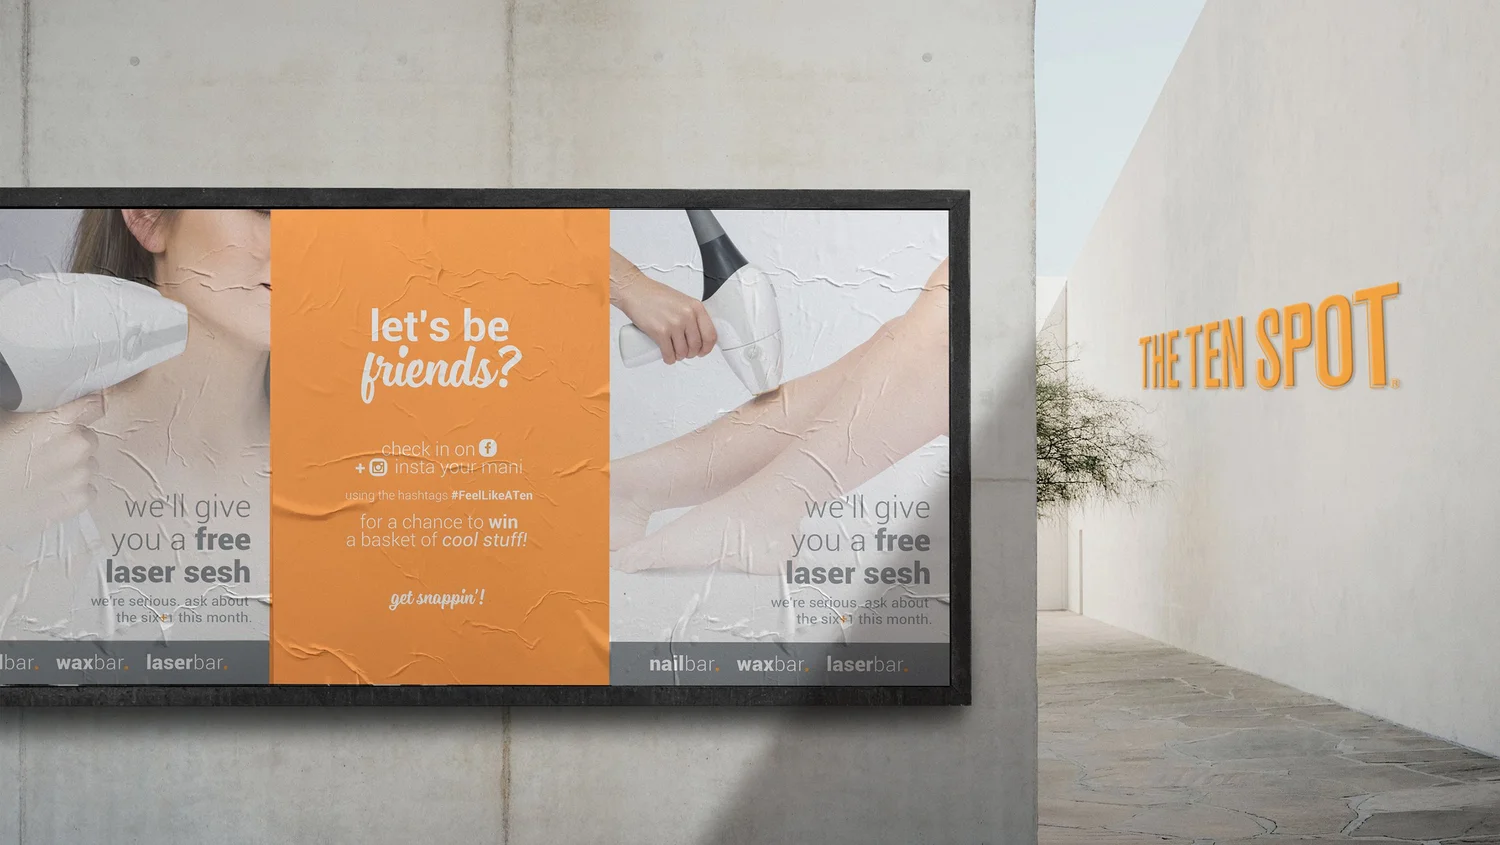 we'll give
you a free
laser sesh
we're serious. ask about
the six+1 this month.
lbar. waxbar. laserbar.
let's be
friends?
check in on
+ insta your mani
using the hashtags #FeelLikeATen
for a chance to win
a basket of cool stuff!
get snappin'!
we'll give
you a free
laser sesh
we're serious. ask about
the six+1 this month.
nailbar. waxbar. laserbar.
THE TEN SPOT®